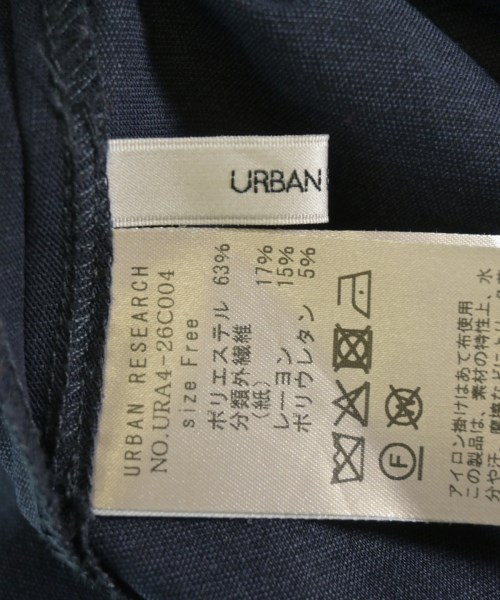 URBAN
URBAN RESEARCH
NO.URA4-26C004
size Free
ポリエステル 63%
分類外繊維
(紙) 17%
レーヨン 15%
ポリウレタン 5%
F
アイロン掛けはあて布使用
この製品は、素材の特性上、水